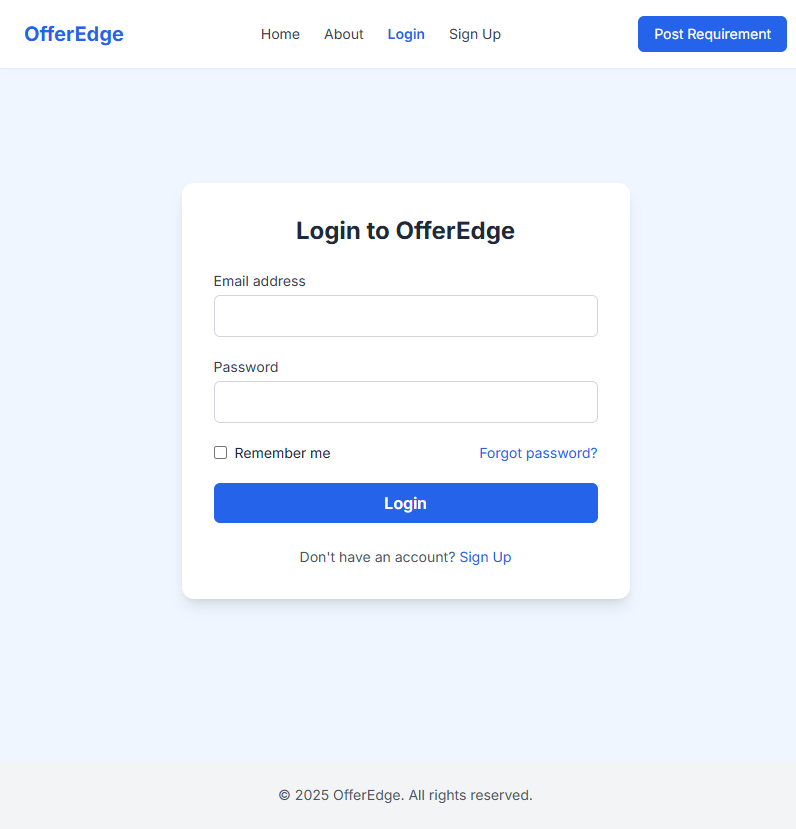 OfferEdge Home About Login Sign Up Post Requirement
Login to OfferEdge
Email address
Password
Remember me Forgot password?
Login
Don't have an account? Sign Up
© 2025 OfferEdge. All rights reserved.